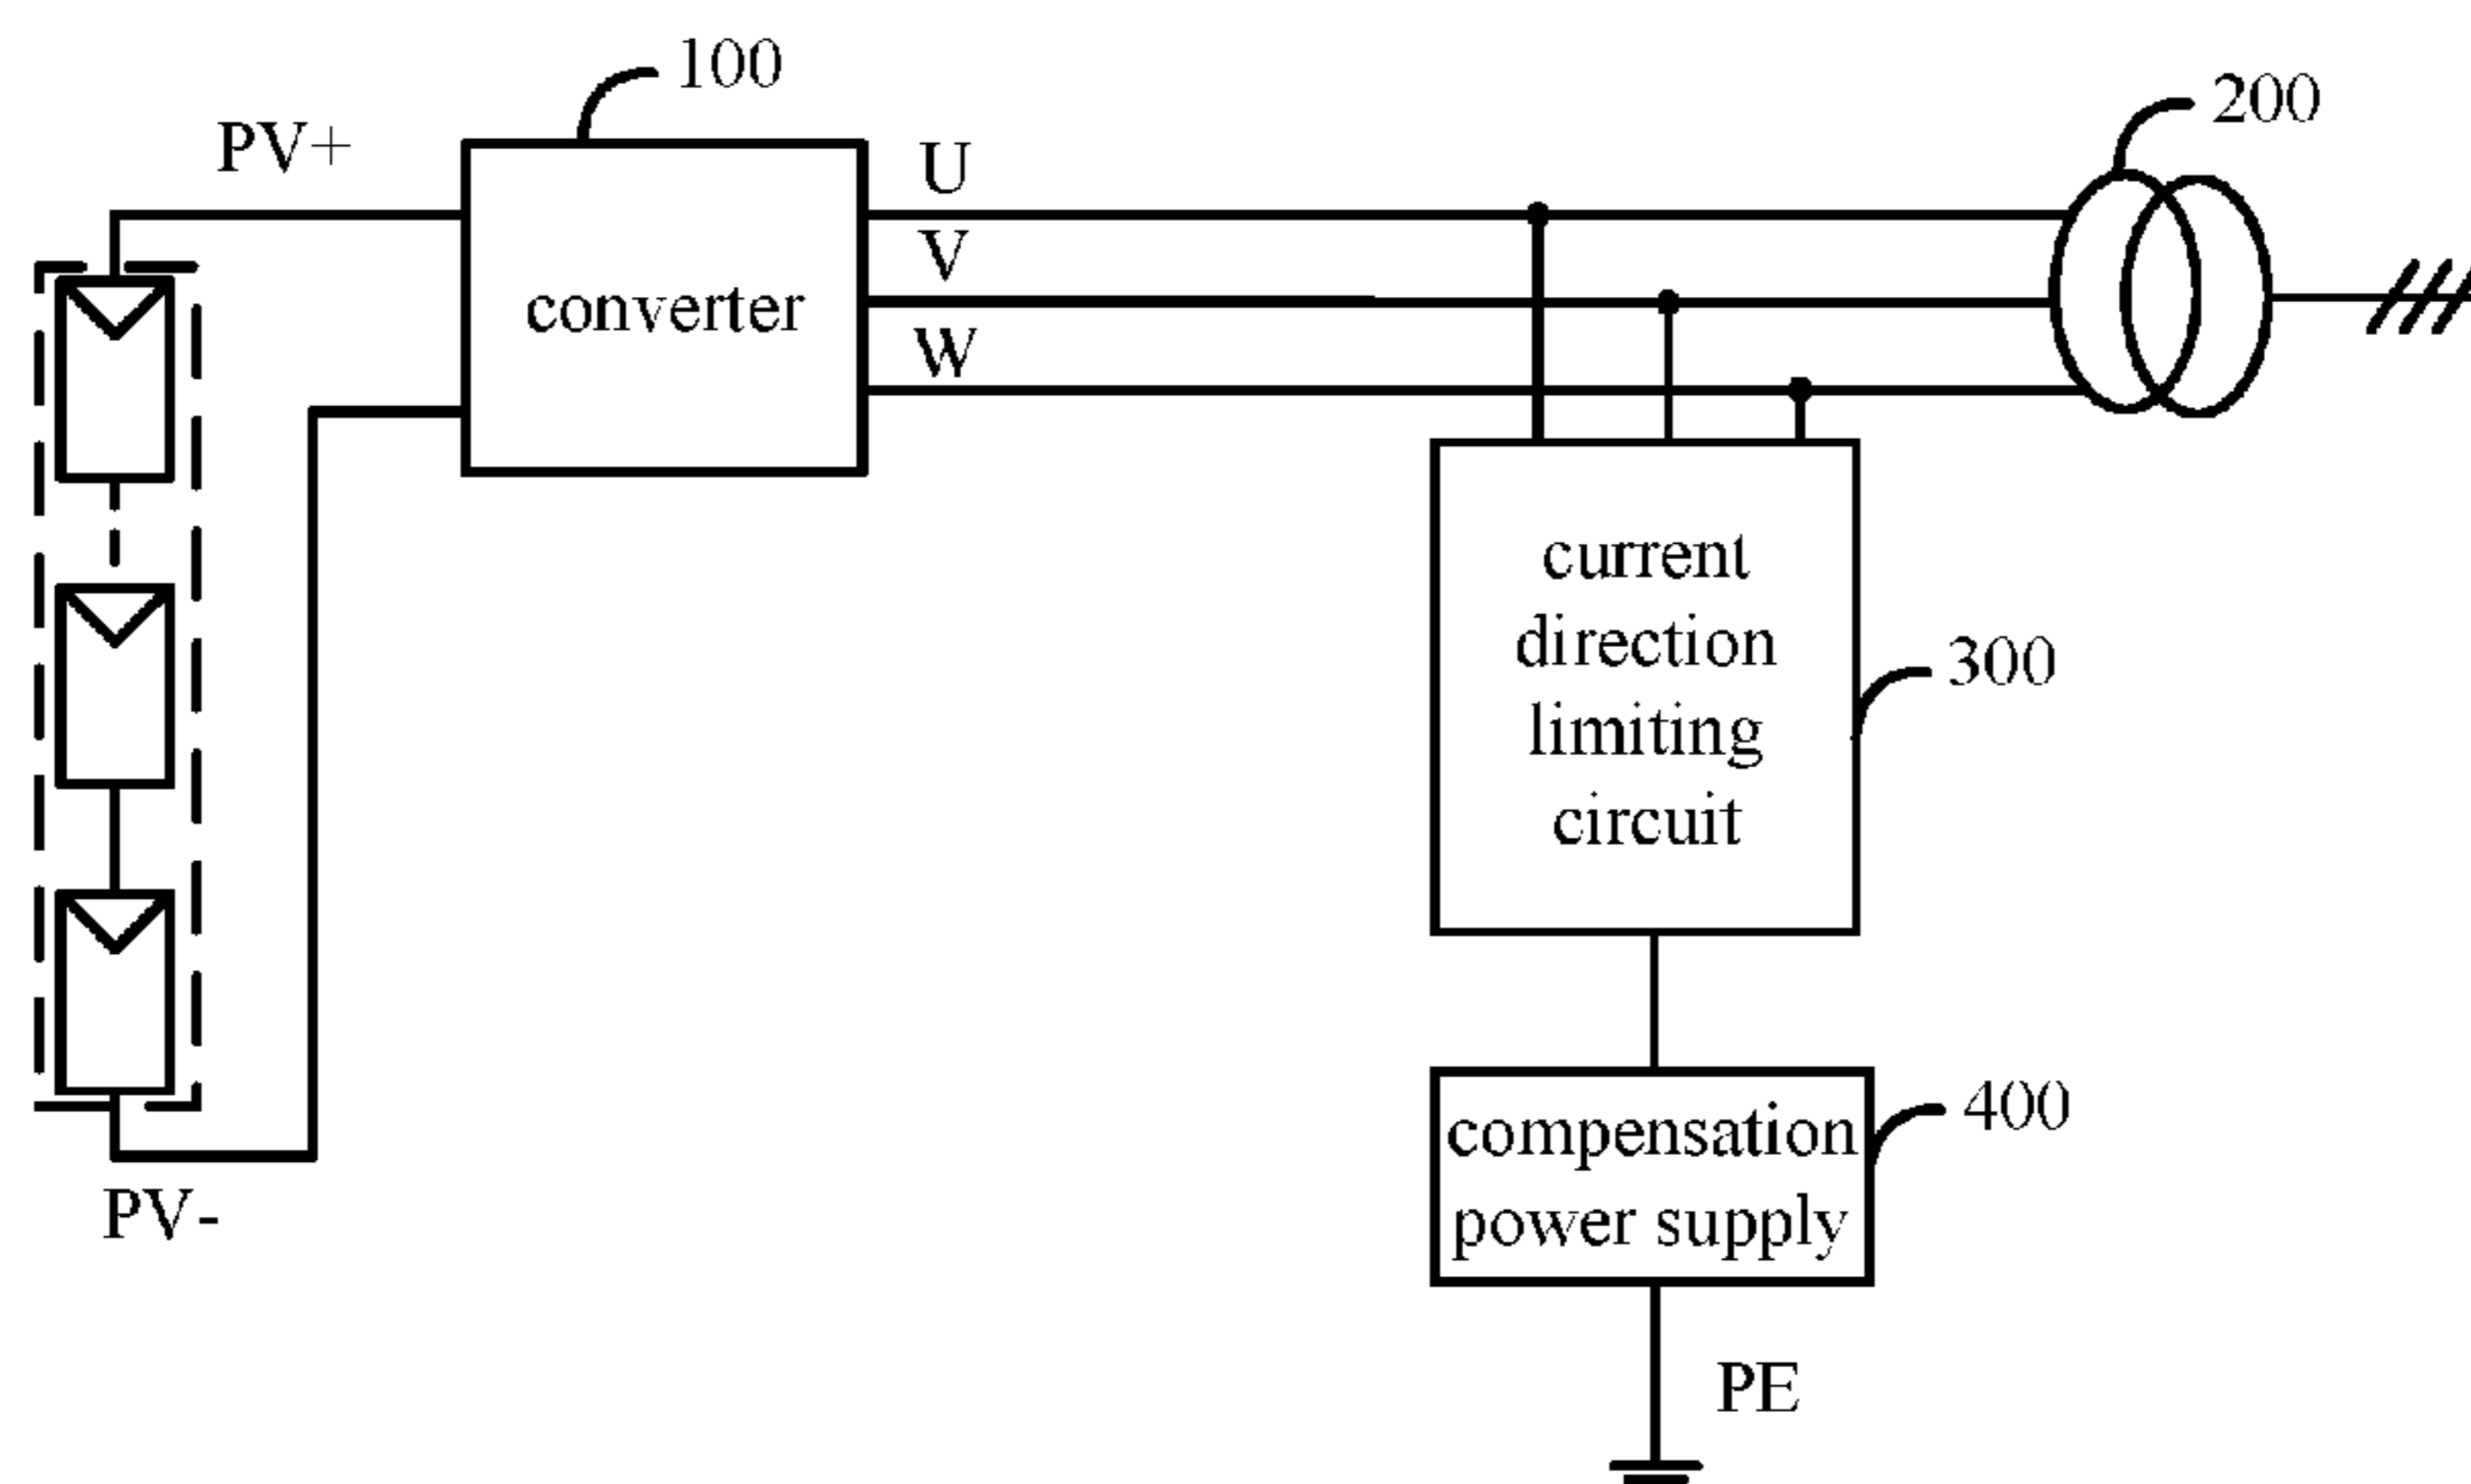 100
200
PV+
U
V
W
converter
current
direction
limiting
circuit
300
compensation
power supply
400
PV-
PE